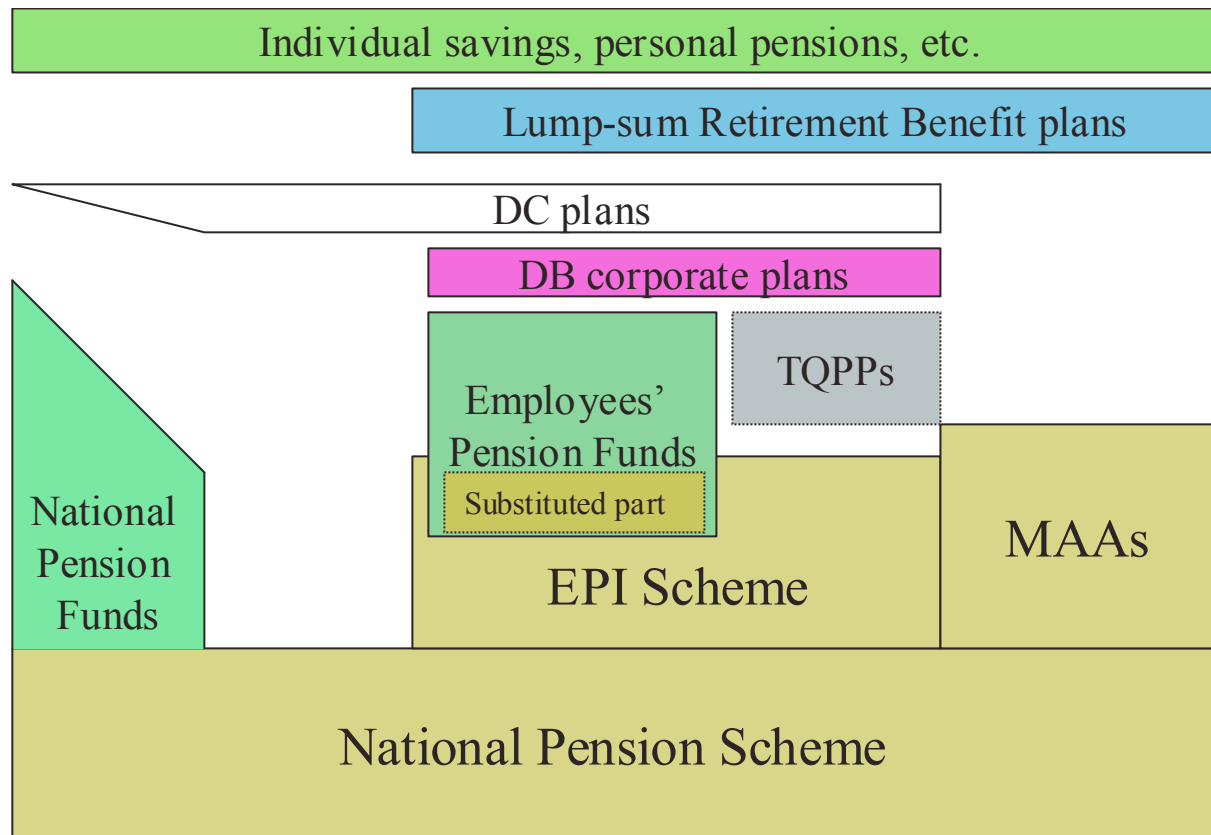 Individual savings, personal pensions, etc.
Lump-sum Retirement Benefit plans
DC plans
DB corporate plans
TQPPs
Employees’
Pension Funds
Substituted part
National
Pension
Funds
EPI Scheme
MAAs
National Pension Scheme